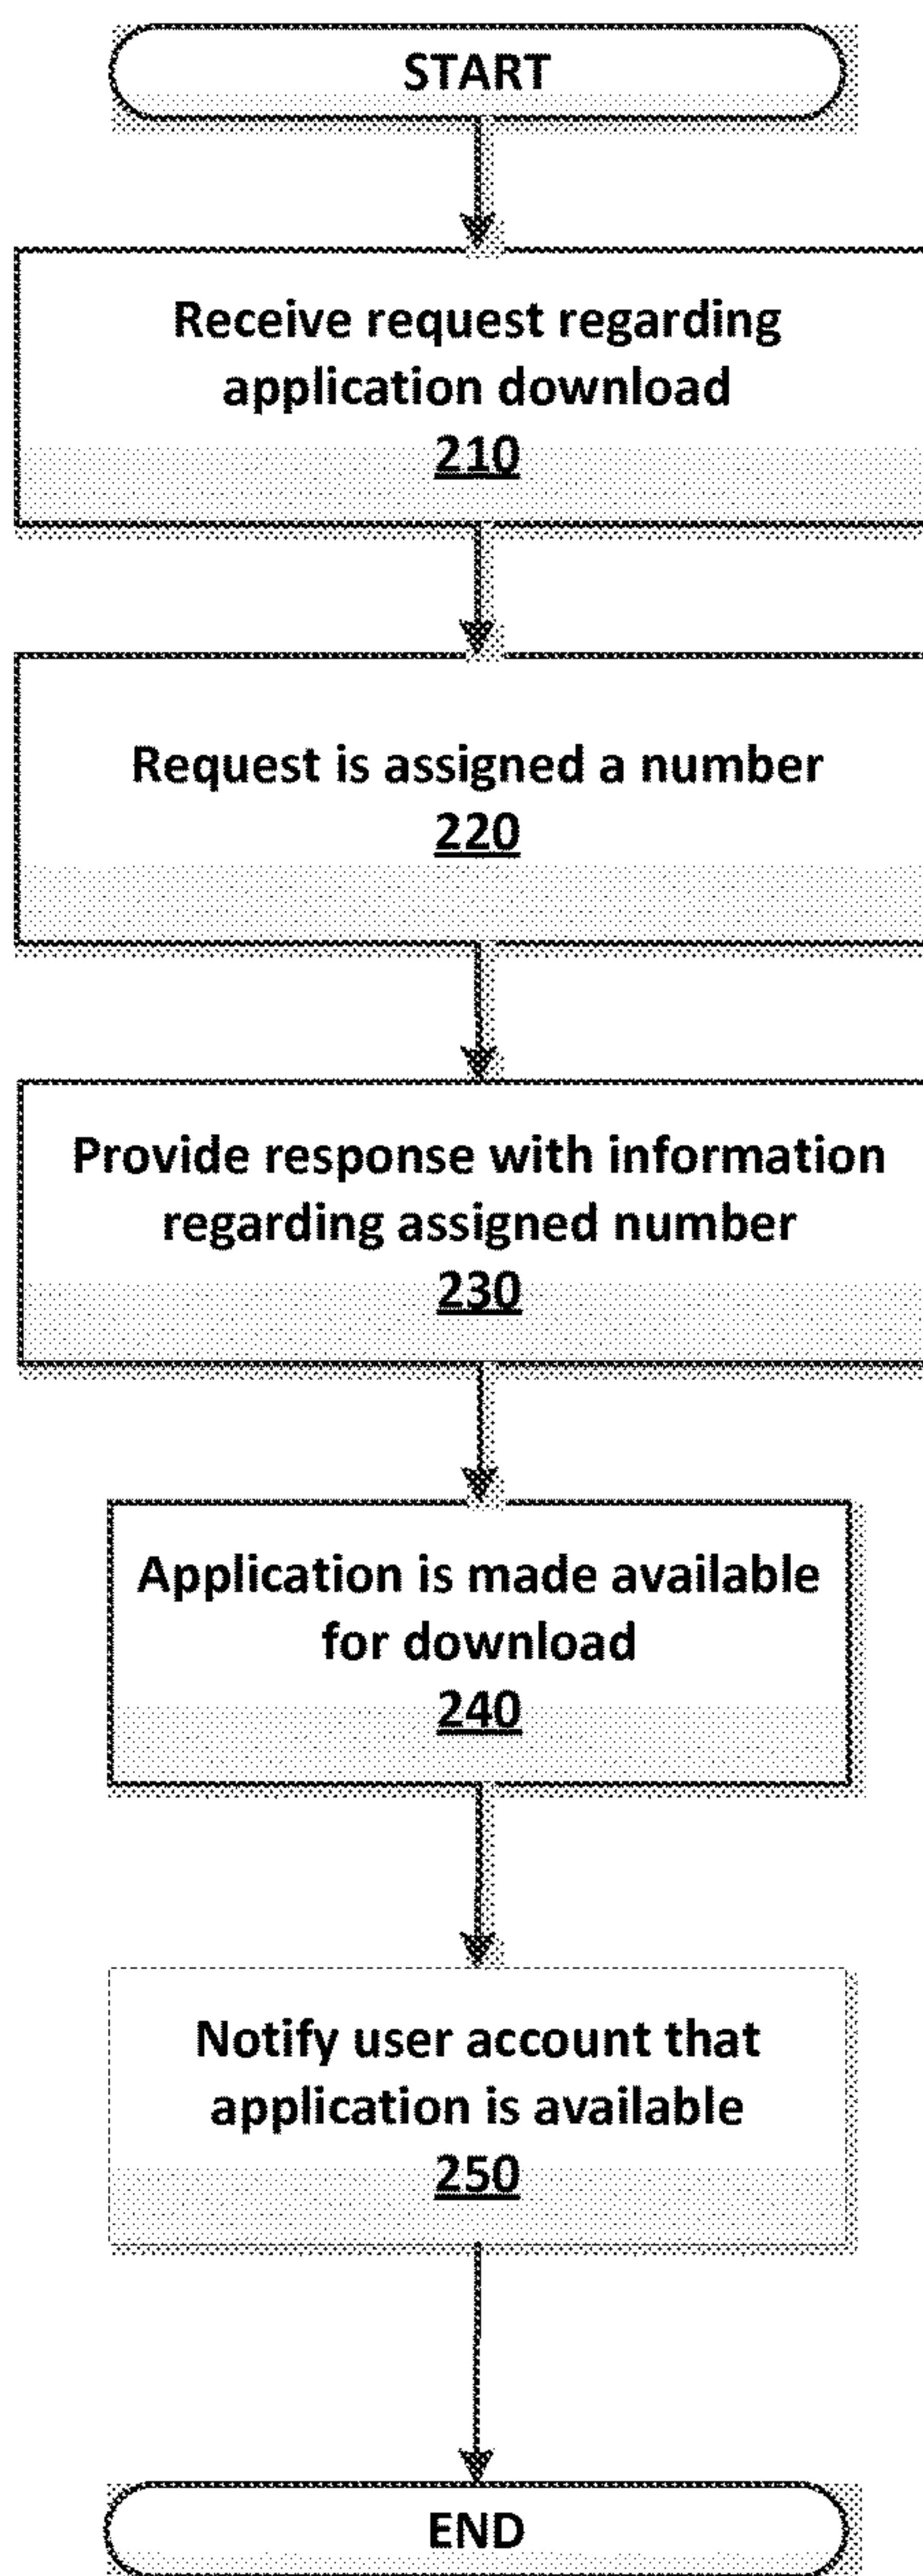 START
Receive request regarding
application download
210
Request is assigned a number
220
Provide response with information
regarding assigned number
230
Application is made available
for download
240
Notify user account that
application is available
250
END